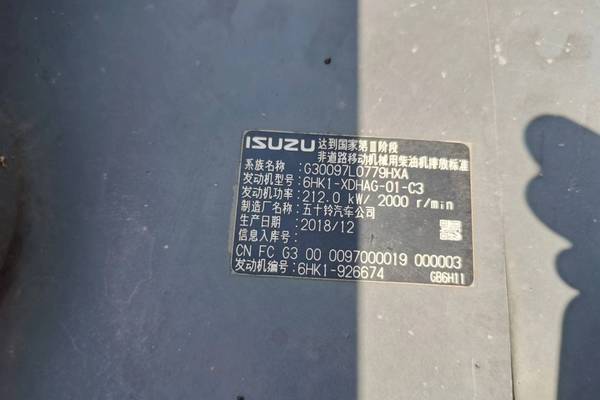 ISUZU 达到国家第Ⅲ阶段
非道路移动机械用柴油机排放标准
系族名称:G30097L0779HXA
发动机型号:6HK1-XDHAG-01-C3
发动机功率:212.0 kW/ 2000 r/min
制造厂名称:五十铃汽车公司
生产日期:2018/12
信息入库号:
CN FC G3 00 0097000019 000003
发动机编号:6HK1-926674 GB6H11